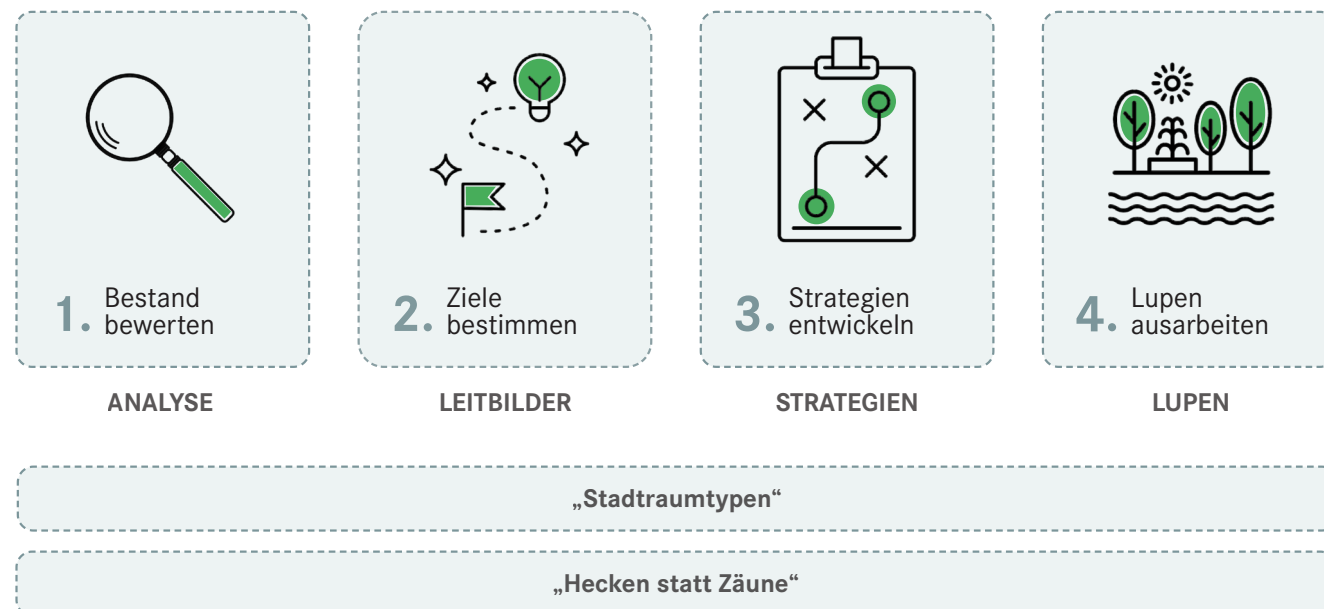 1. Bestand
bewerten
2. Ziele
bestimmen
3. Strategien
entwickeln
4. Lupen
ausarbeiten
ANALYSE
LEITBILDER
STRATEGIEN
LUPEN
„Stadtraumtypen“
„Hecken statt Zäune“